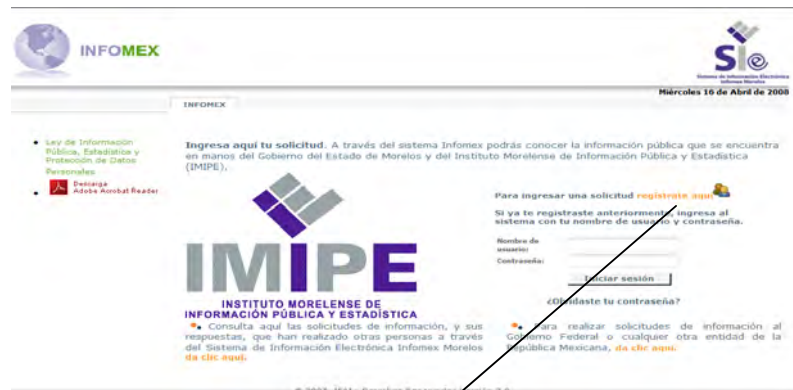 INFOMEX
Sie
Sistema de Información Electrónica
Infomex Morelos
Miércoles 16 de Abril de 2008
INFOMEX
Ley de Información
Pública, Estadística y
Protección de Datos
Personales
Descarga
Adobe Acrobat Reader
Ingresa aquí tu solicitud. A través del sistema Infomex podrás conocer la información pública que se encuentra
en manos del Gobierno del Estado de Morelos y del Instituto Morelense de Información Pública y Estadística
(IMIPE).
IMIPE
INSTITUTO MORELENSE DE
INFORMACIÓN PÚBLICA Y ESTADÍSTICA
Para ingresar una solicitud registrate aquí
Si ya te registraste anteriormente, ingresa al
sistema con tu nombre de usuario y contraseña.
Nombre de
usuario:
Contraseña:
Iniciar sesión
¿Olvidaste tu contraseña?
Consulta aquí las solicitudes de información, y sus
respuestas, que han realizado otras personas a través
del Sistema de Información Electrónica Infomex Morelos
da clic aquí.
Para realizar solicitudes de información al
Gobierno Federal o cualquier otra entidad de la
República Mexicana, da clic aquí.